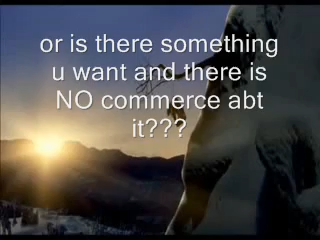 or is there something
u want and there is
NO commerce abt
it???